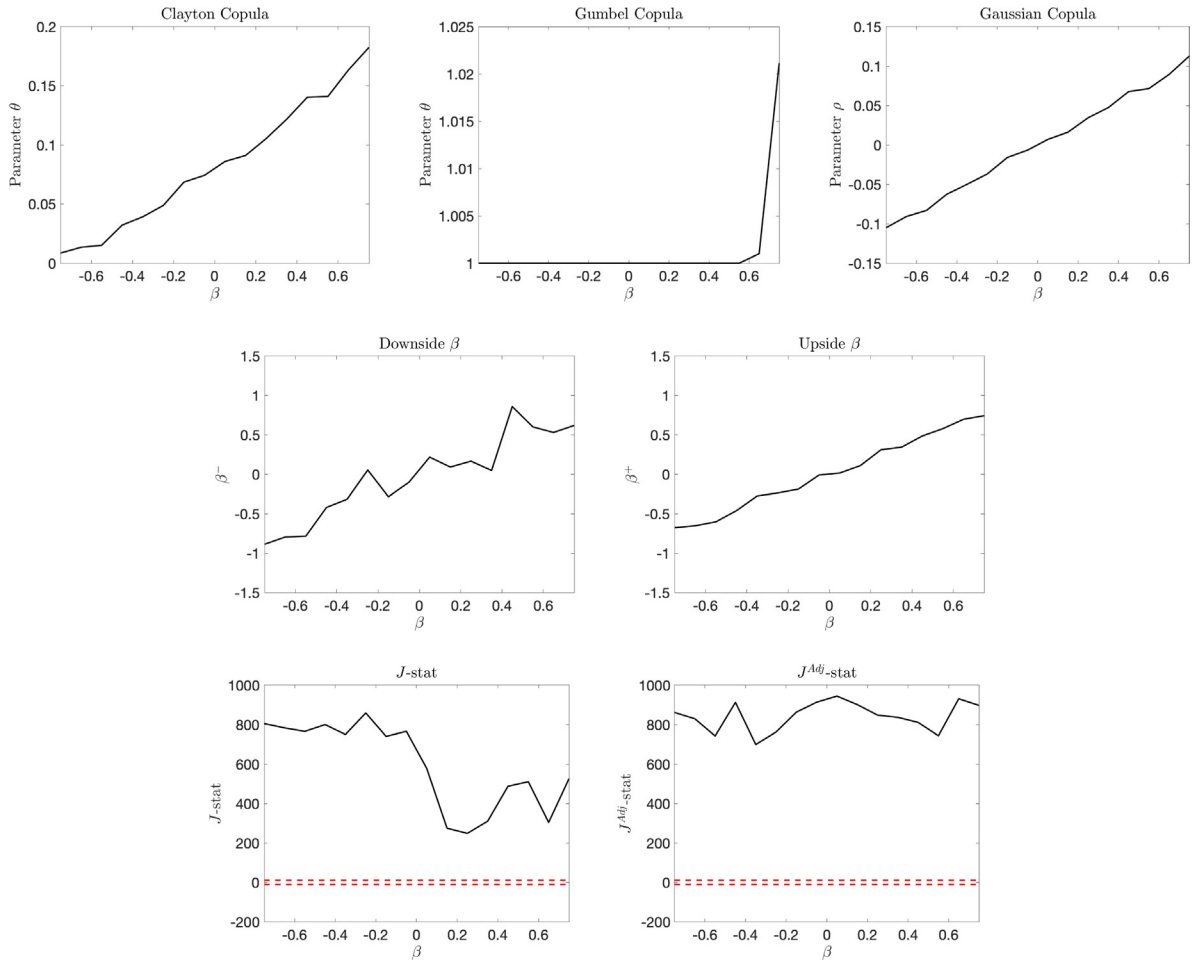 Clayton Copula
0.2
0.15
0.1
0.05
0
Parameter θ
-0.6 -0.4 -0.2 0 0.2 0.4 0.6
β
Gumbel Copula
1.025
1.02
1.015
1.01
1.005
1
Parameter θ
-0.6 -0.4 -0.2 0 0.2 0.4 0.6
β
Gaussian Copula
0.15
0.1
0.05
0
-0.05
-0.1
-0.15
Parameter ρ
-0.6 -0.4 -0.2 0 0.2 0.4 0.6
β
Downside β
1.5
1
0.5
0
-0.5
-1
-1.5
β⁻
-0.6 -0.4 -0.2 0 0.2 0.4 0.6
β
Upside β
1.5
1
0.5
0
-0.5
-1
-1.5
β⁺
-0.6 -0.4 -0.2 0 0.2 0.4 0.6
β
J-stat
1000
800
600
400
200
0
-200
J-stat
-0.6 -0.4 -0.2 0 0.2 0.4 0.6
β
J^Adj-stat
1000
800
600
400
200
0
-200
J^Adj-stat
-0.6 -0.4 -0.2 0 0.2 0.4 0.6
β